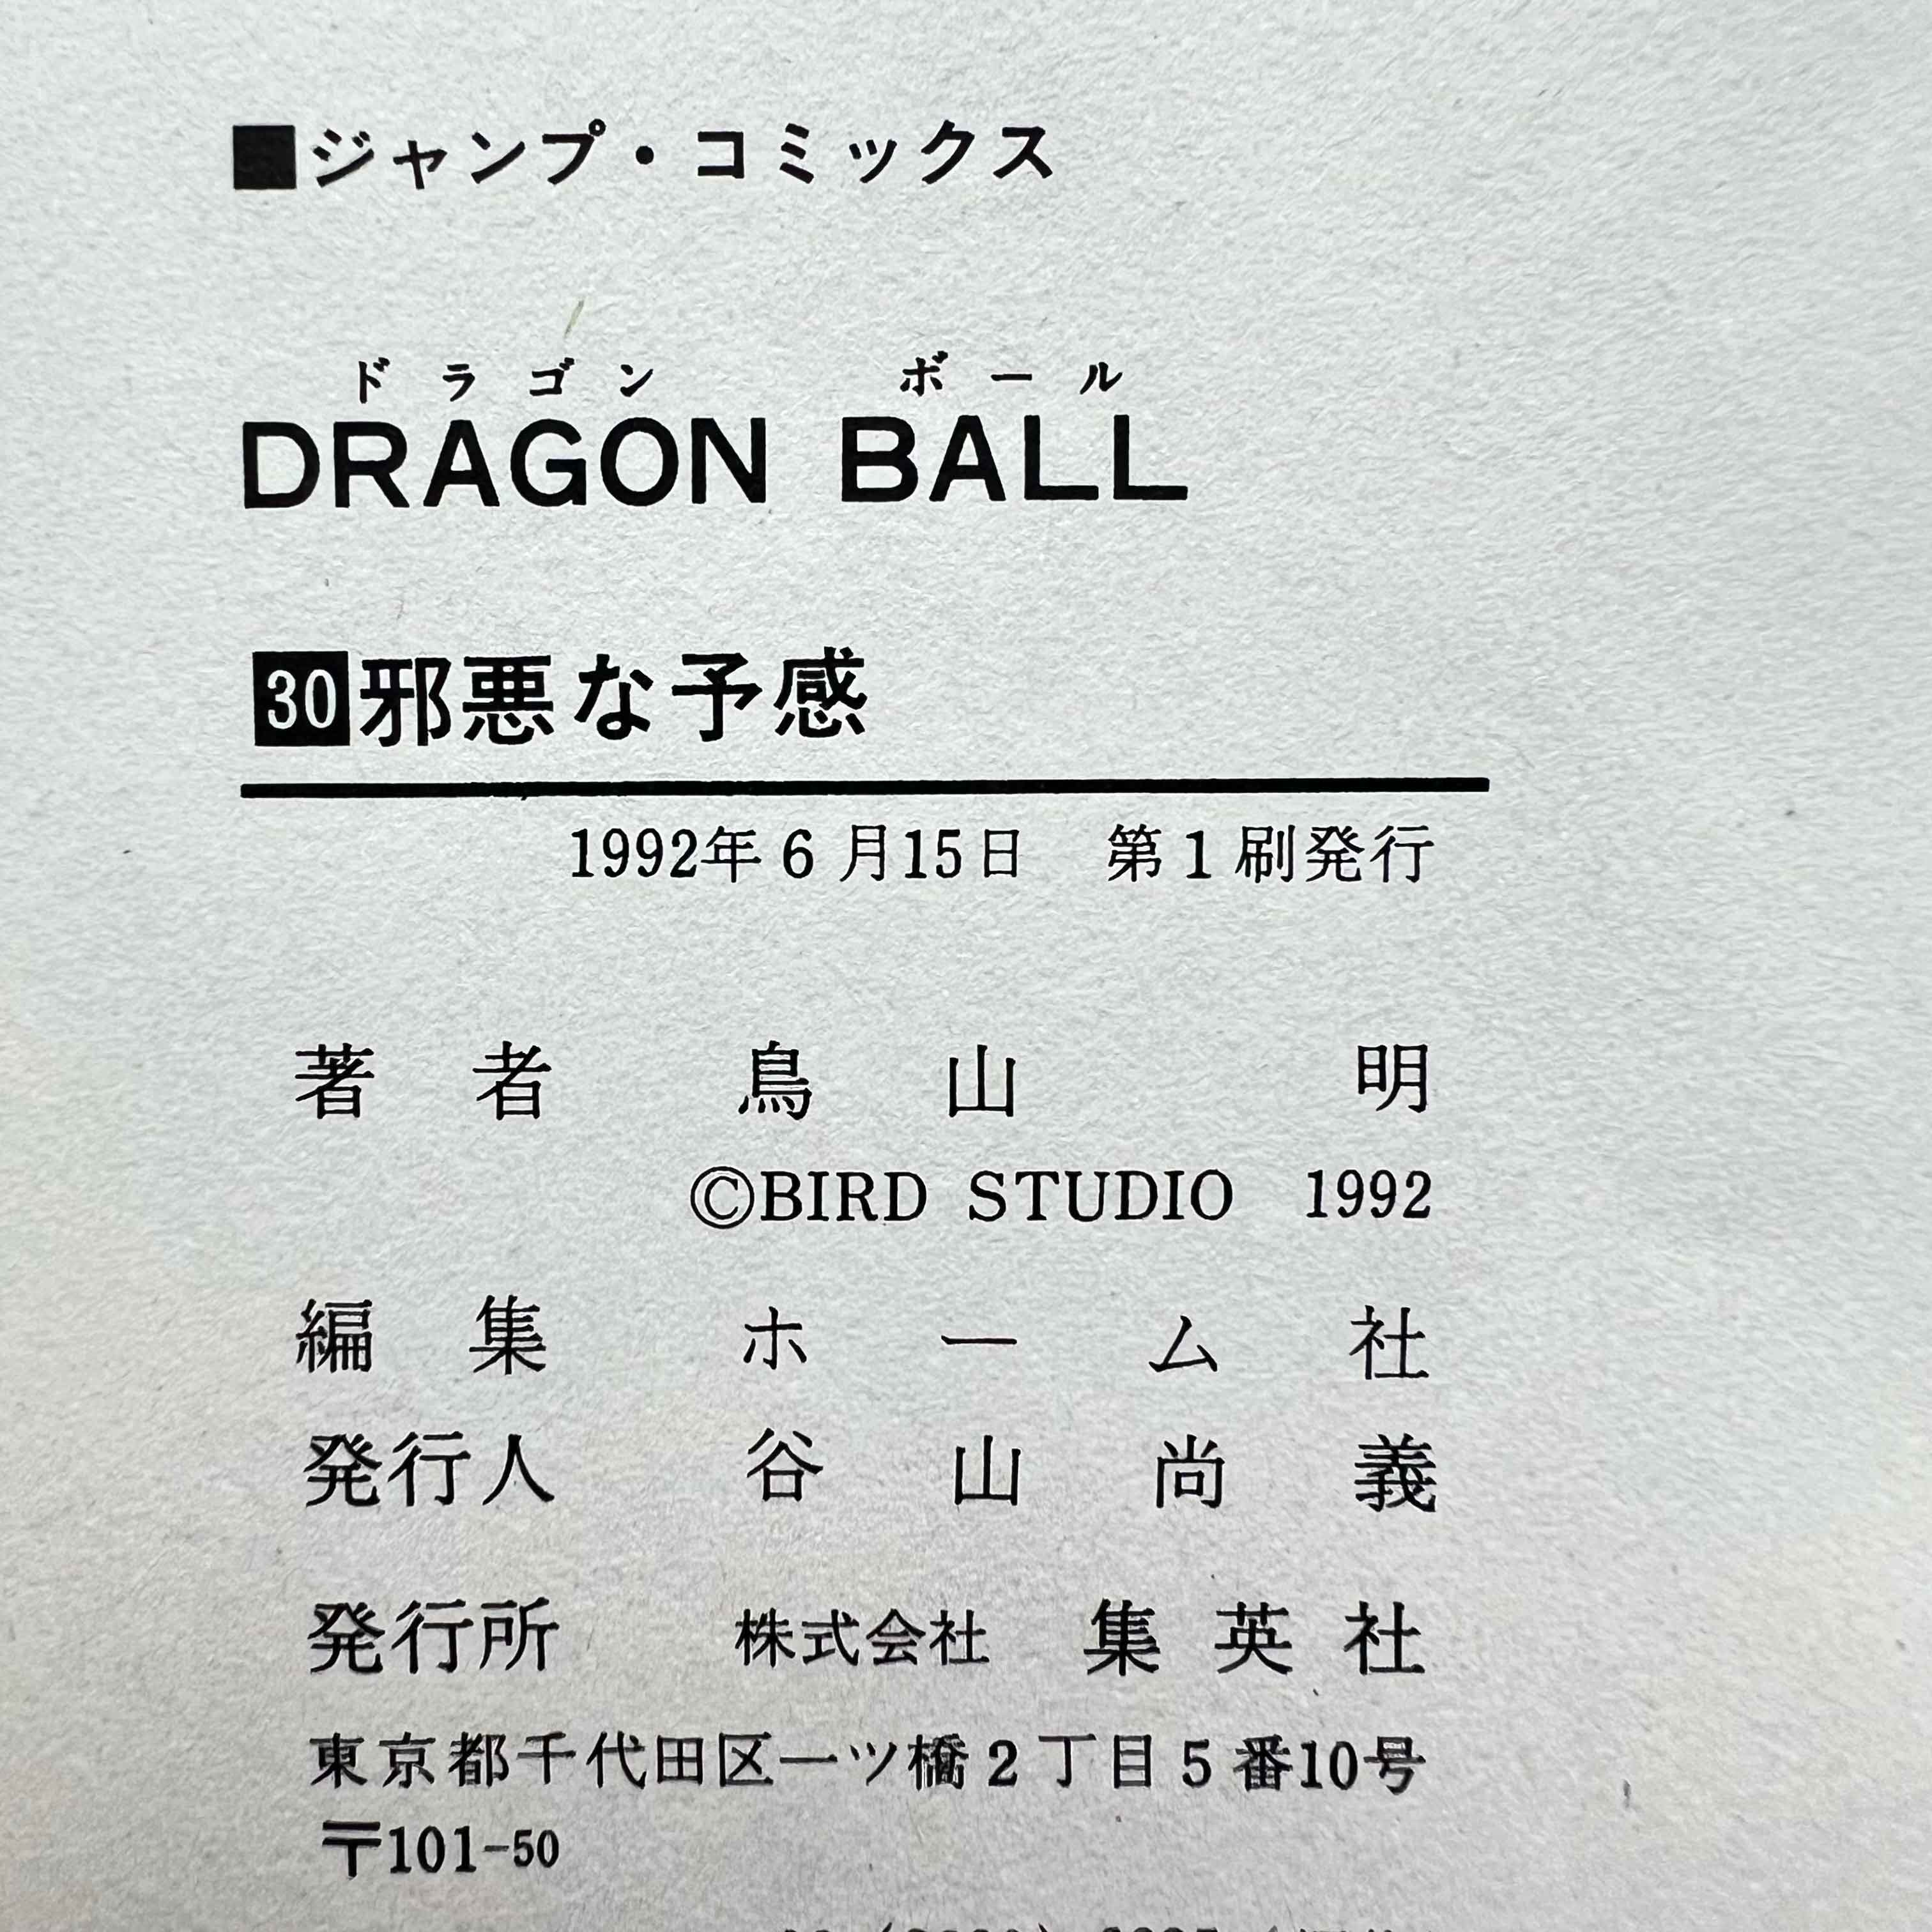 ■ジャンプ・コミックス
ドラゴン ボール
DRAGON BALL
30邪悪な予感
1992年6月15日 第1刷発行
著者 鳥山明
©BIRD STUDIO 1992
編集 ホーム社
発行人 谷山尚義
発行所 株式会社 集英社
東京都千代田区一ツ橋2丁目5番10号
〒101-50